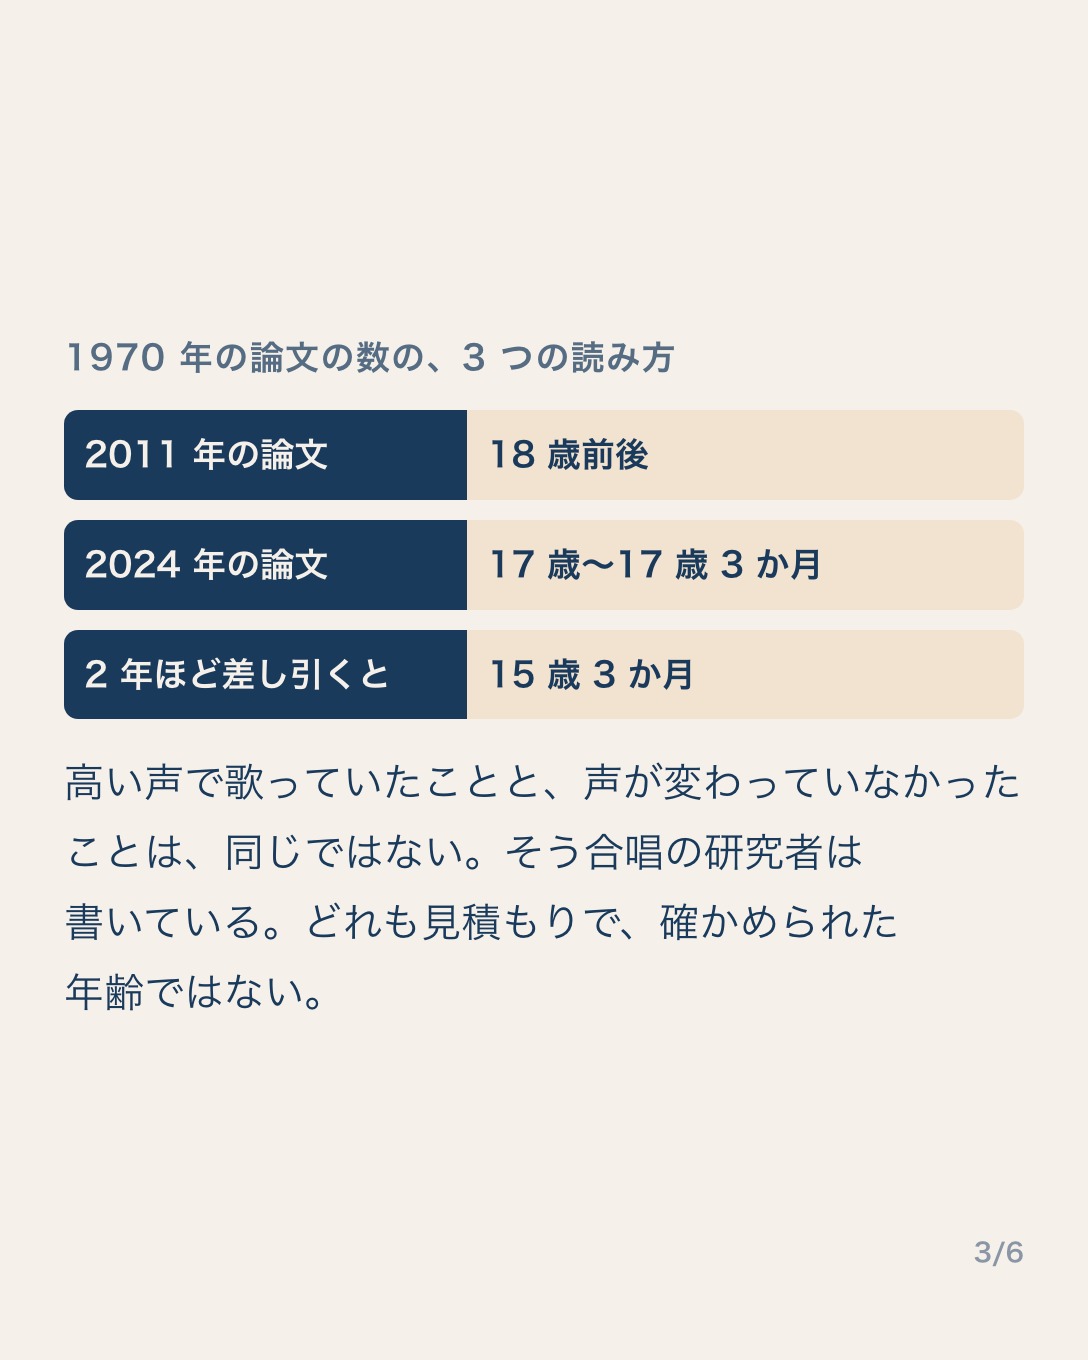 1970 年の論文の数の、3 つの読み方
2011 年の論文
18 歳前後
2024 年の論文
17 歳〜17 歳 3 か月
2 年ほど差し引くと
15 歳 3 か月
高い声で歌っていたことと、声が変わっていなかった
ことは、同じではない。そう合唱の研究者は
書いている。どれも見積もりで、確かめられた
年齢ではない。
3/6